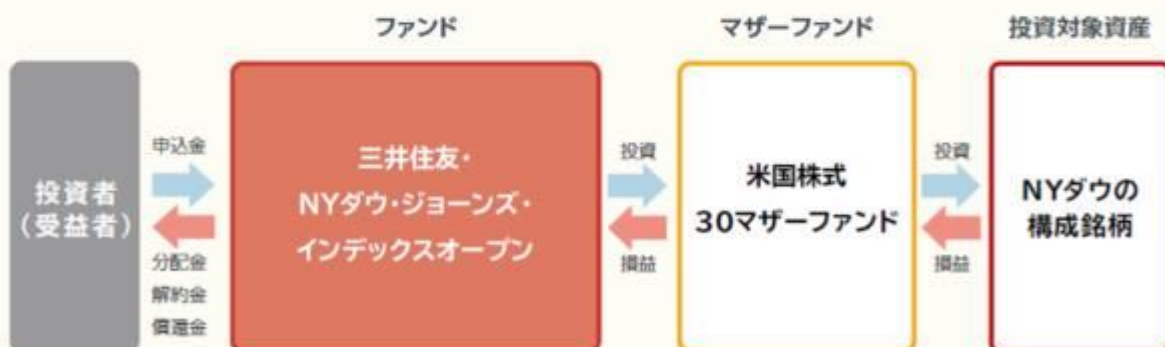 ファンド
マザーファンド
投資対象資産
投資者
（受益者）
申込金
分配金
解約金
償還金
三井住友・
NYダウ・ジョーンズ・
インデックスオープン
投資
損益
米国株式
30マザーファンド
投資
損益
NYダウの
構成銘柄